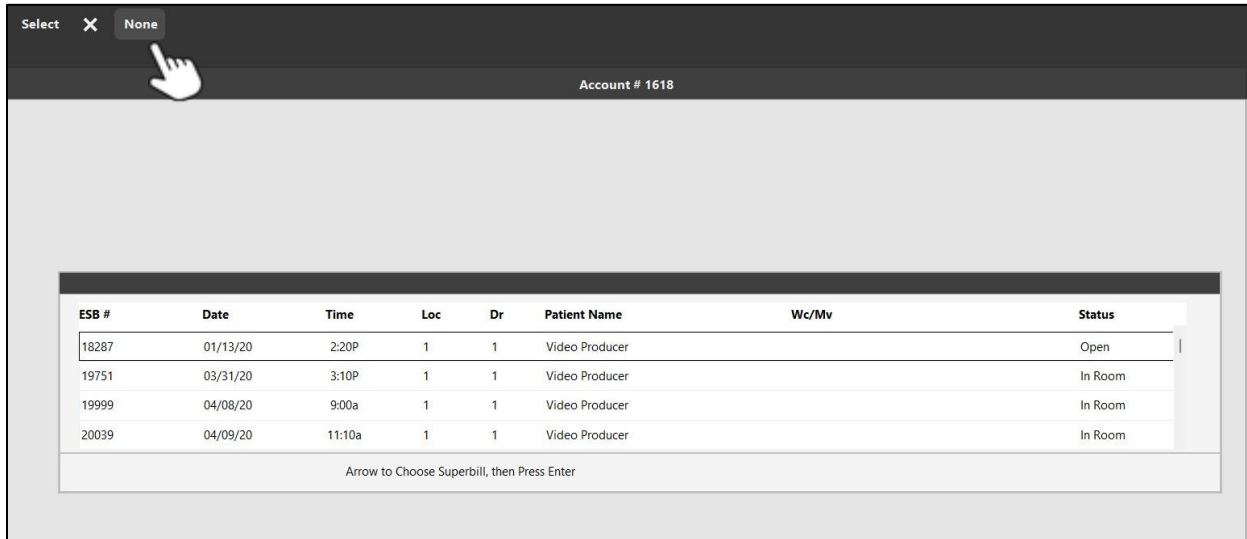 Select ✕ None
Account # 1618
ESB # Date Time Loc Dr Patient Name Wc/Mv Status
18287 01/13/20 2:20P 1 1 Video Producer Open
19751 03/31/20 3:10P 1 1 Video Producer In Room
19999 04/08/20 9:00a 1 1 Video Producer In Room
20039 04/09/20 11:10a 1 1 Video Producer In Room
Arrow to Choose Superbill, then Press Enter